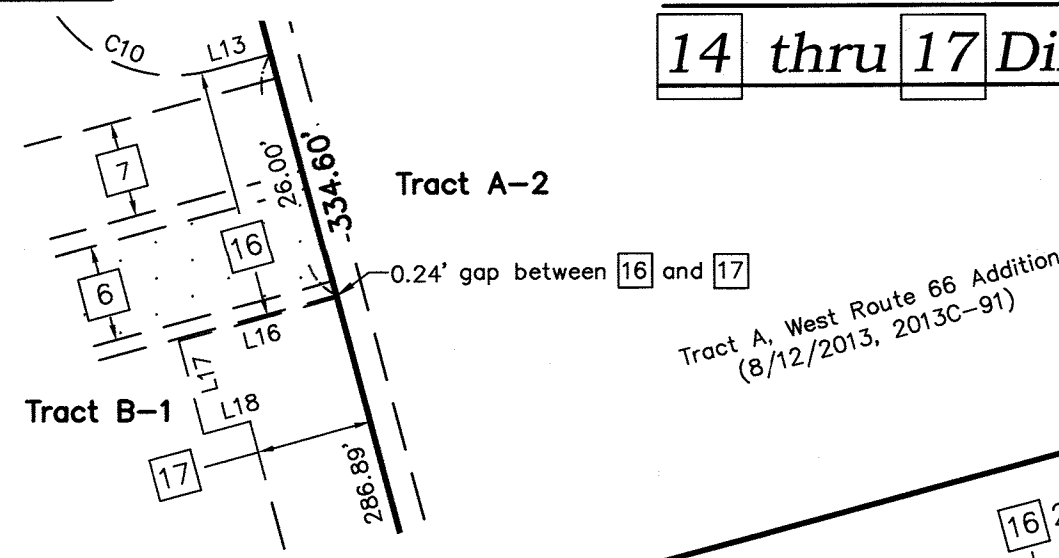 14 thru 17 Di
C10
L13
7
26.00'
334.60'
Tract A-2
16
0.24' gap between 16 and 17
6
L16
L17
Tract A, West Route 66 Addition
(8/12/2013, 2013C-91)
Tract B-1
L18
17
286.89'
16 2